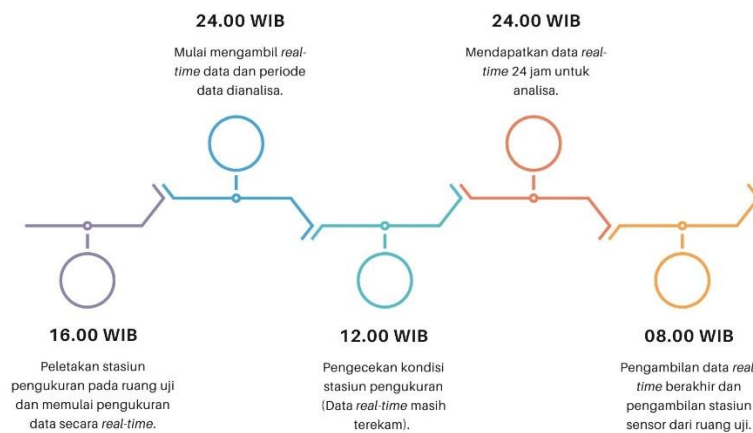 24.00 WIB
Mulai mengambil real-
time data dan periode
data dianalisa.
24.00 WIB
Mendapatkan data real-
time 24 jam untuk
analisa.
16.00 WIB
Peletakan stasiun
pengukuran pada ruang uji
dan memulai pengukuran
data secara real-time.
12.00 WIB
Pengecekan kondisi
stasiun pengukuran
(Data real-time masih
terekam).
08.00 WIB
Pengambilan data real-
time berakhir dan
pengambilan stasiun
sensor dari ruang uji.